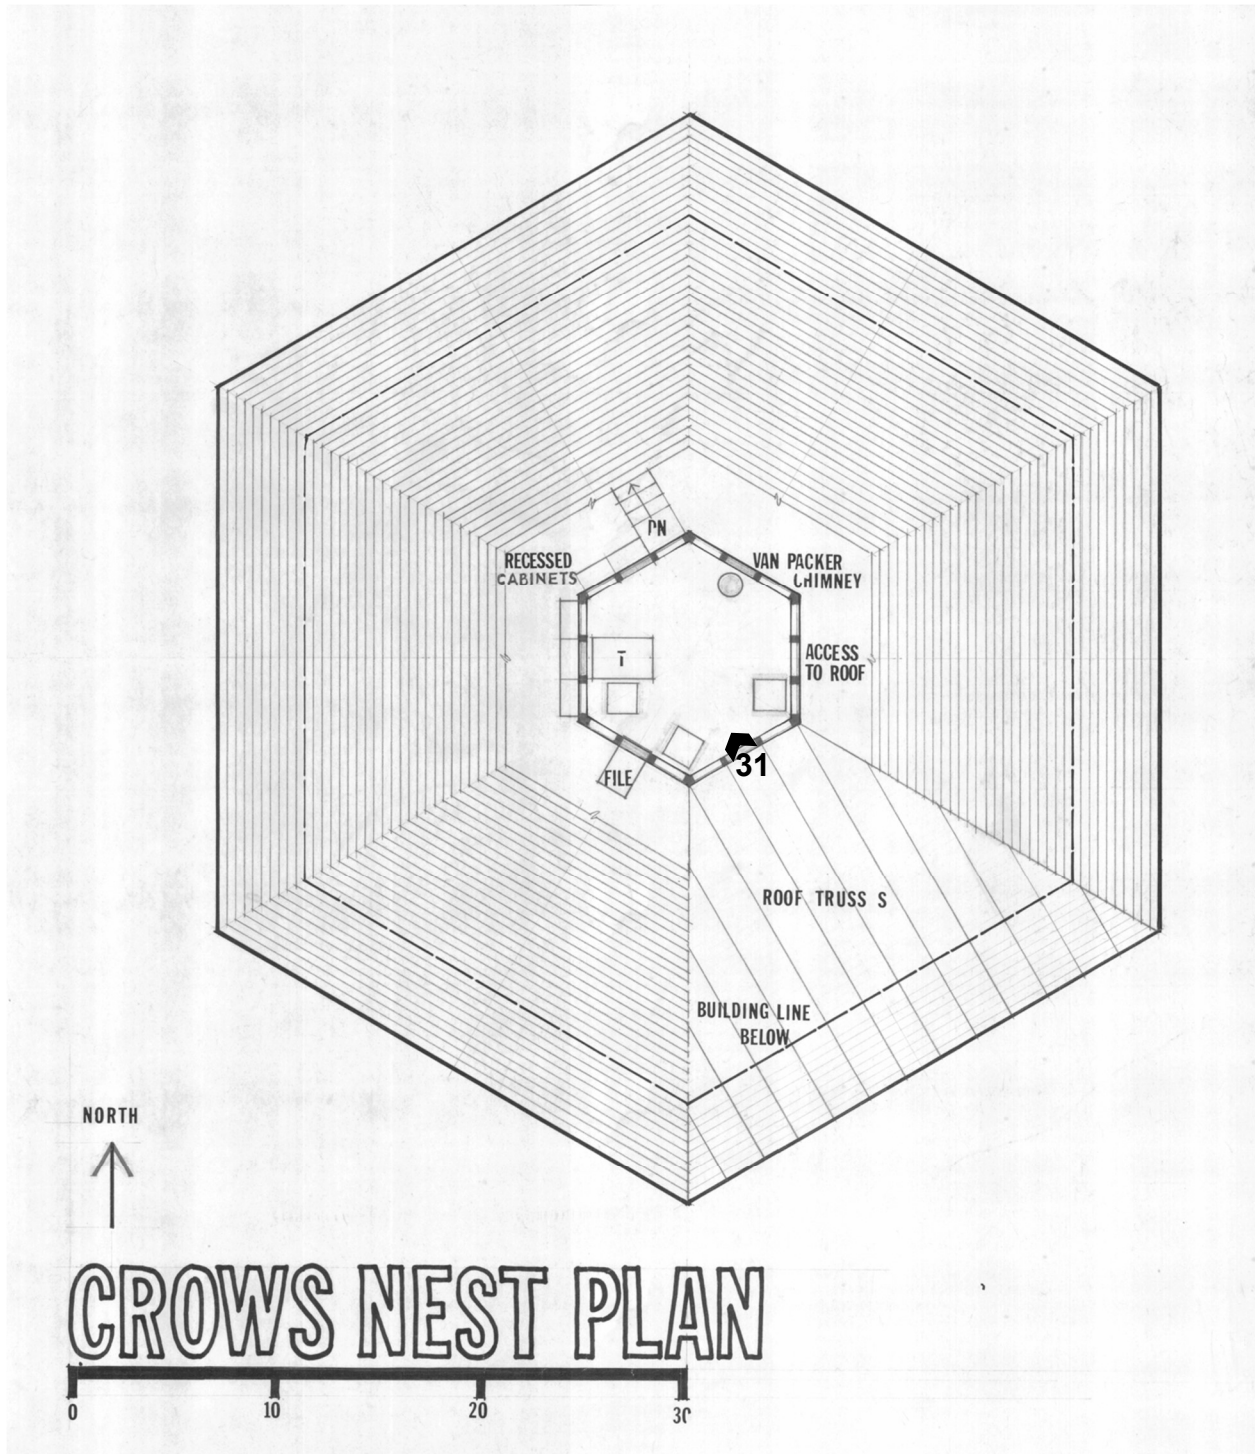 DN
RECESSED
CABINETS
VAN PACKER
CHIMNEY
ACCESS
TO ROOF
31
FILE
ROOF TRUSS S
BUILDING LINE
BELOW
NORTH
CROWS NEST PLAN
0 10 20 30